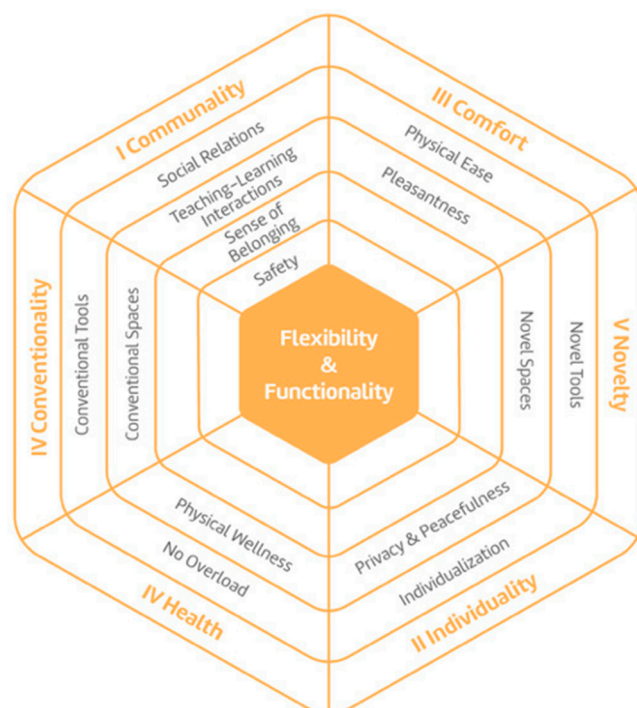 I Communality
Social Relations
Teaching-Learning
Interactions
Sense of
Belonging
Safety
III Comfort
Physical Ease
Pleasantness
IV Conventionality
Conventional Tools
Conventional Spaces
Flexibility
&
Functionality
Novel Spaces
Novel Tools
V Novelty
Physical Wellness
No Overload
IV Health
Privacy & Peacefulness
Individualization
II Individuality